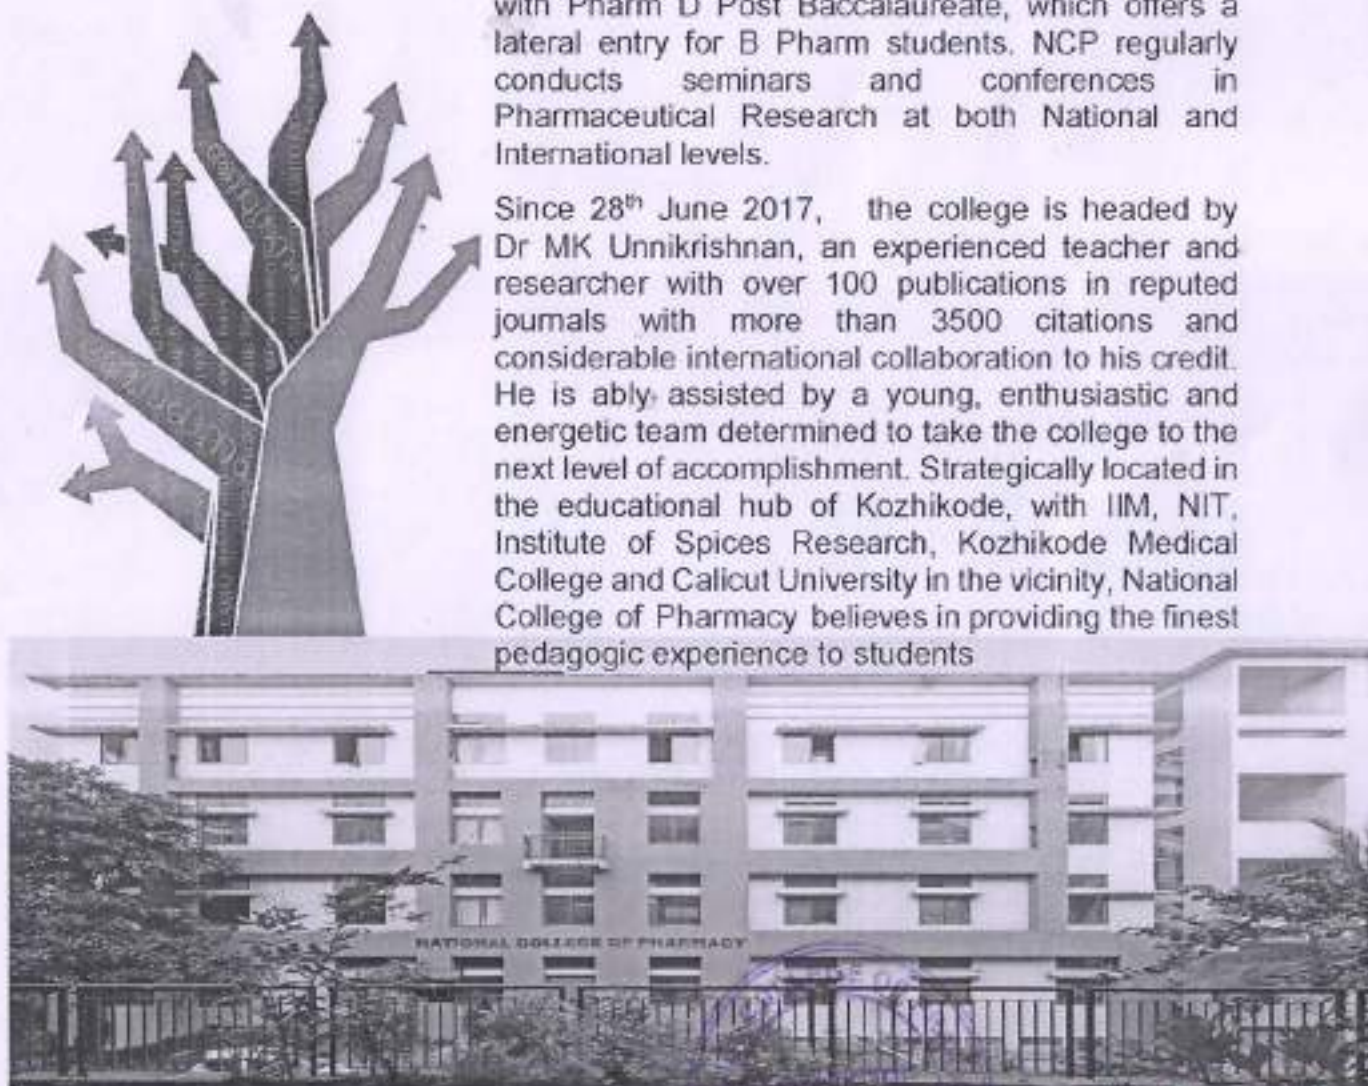 with Pharm D Post Baccalaureate, which offers a
lateral entry for B Pharm students. NCP regularly
conducts seminars and conferences in
Pharmaceutical Research at both National and
International levels.
Since 28th June 2017, the college is headed by
Dr MK Unnikrishnan, an experienced teacher and
researcher with over 100 publications in reputed
journals with more than 3500 citations and
considerable international collaboration to his credit.
He is ably assisted by a young, enthusiastic and
energetic team determined to take the college to the
next level of accomplishment. Strategically located in
the educational hub of Kozhikode, with IIM, NIT,
Institute of Spices Research, Kozhikode Medical
College and Calicut University in the vicinity, National
College of Pharmacy believes in providing the finest
pedagogic experience to students
NATIONAL COLLEGE OF PHARMACY